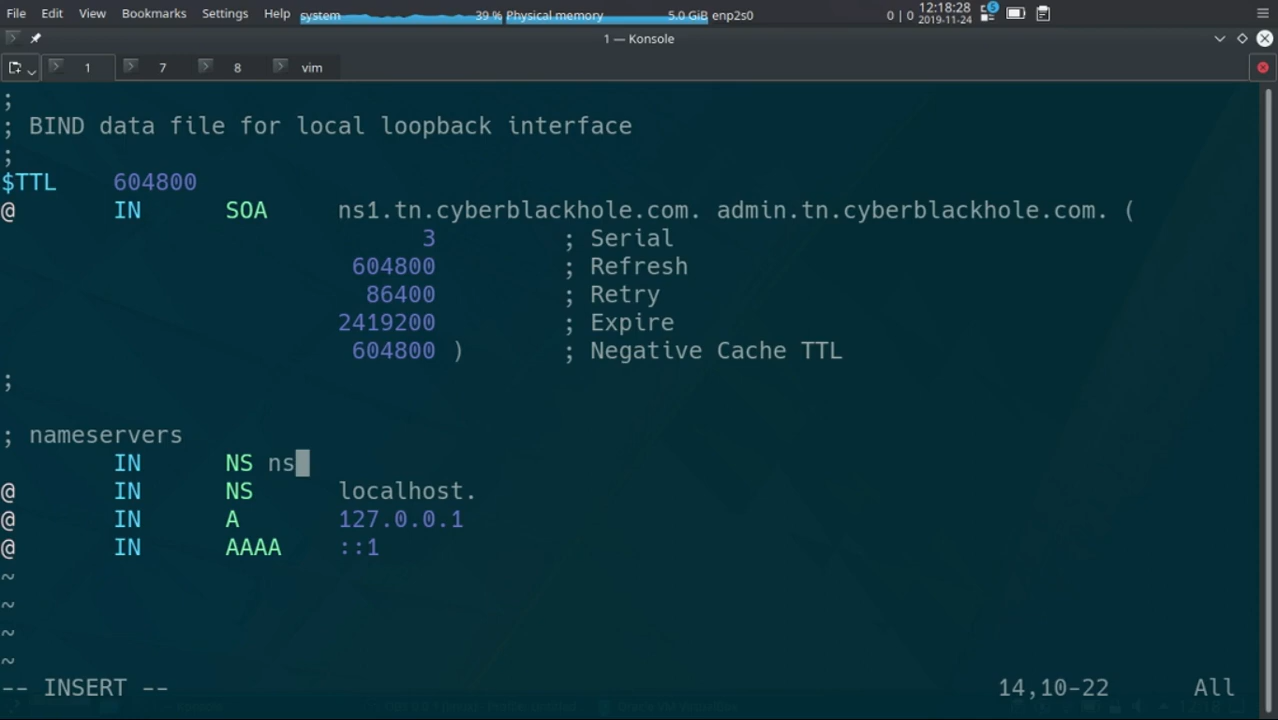 File Edit View Bookmarks Settings Help system 39 % Physical memory 5.0 GiB enp2s0 0 | 0 12:18:28 5
2019-11-24
1 — Konsole
1 7 8 vim
;
; BIND data file for local loopback interface
;
$TTL 604800
@ IN SOA ns1.tn.cyberblackhole.com. admin.tn.cyberblackhole.com. (
3 ; Serial
604800 ; Refresh
86400 ; Retry
2419200 ; Expire
604800 ) ; Negative Cache TTL
;
; nameservers
IN NS ns
@ IN NS localhost.
@ IN A 127.0.0.1
@ IN AAAA ::1
~
~
~
~
-- INSERT -- 14,10-22 All